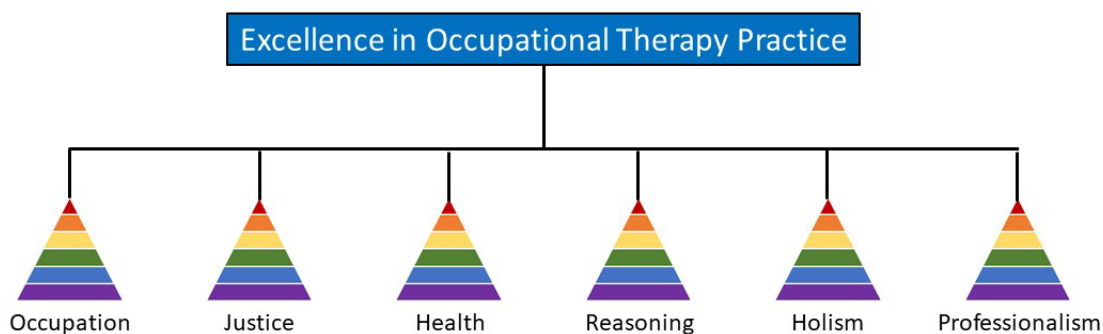 Excellence in Occupational Therapy Practice
Occupation
Justice
Health
Reasoning
Holism
Professionalism